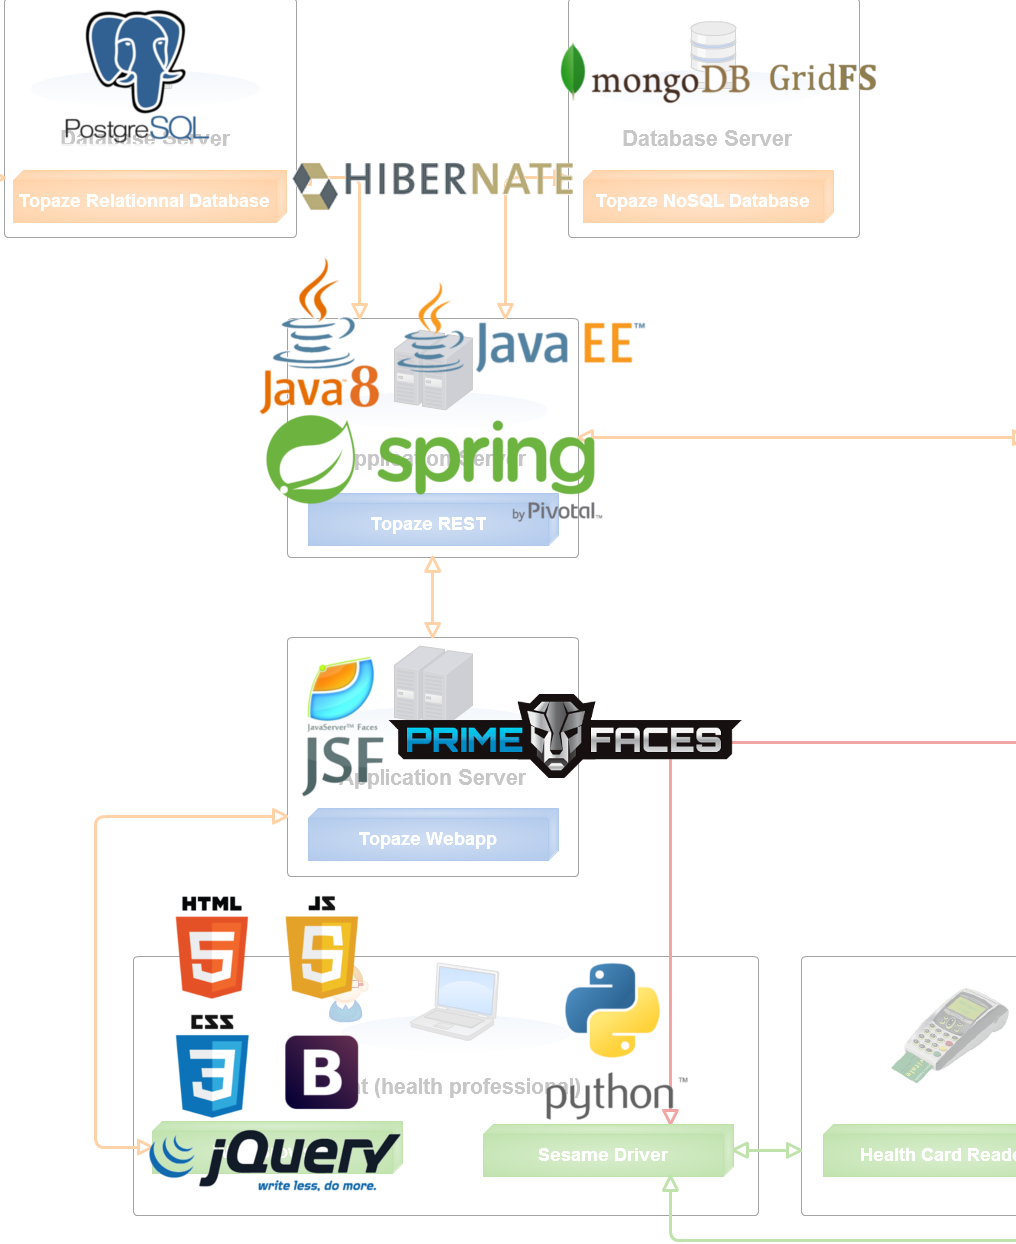 PostgreSQL
Database Server
Topaze Relationnal Database
mongoDB GridFS
Database Server
Topaze NoSQL Database
HIBERNATE
Java 8
Java EE™
spring
by Pivotal™
Application Server
Topaze REST
JavaServer™ Faces
JSF
PRIME FACES
Application Server
Topaze Webapp
HTML
5
JS
CSS
3
B
(health professional)
python™
jQuery
write less, do more.
Sesame Driver
Health Card Reade